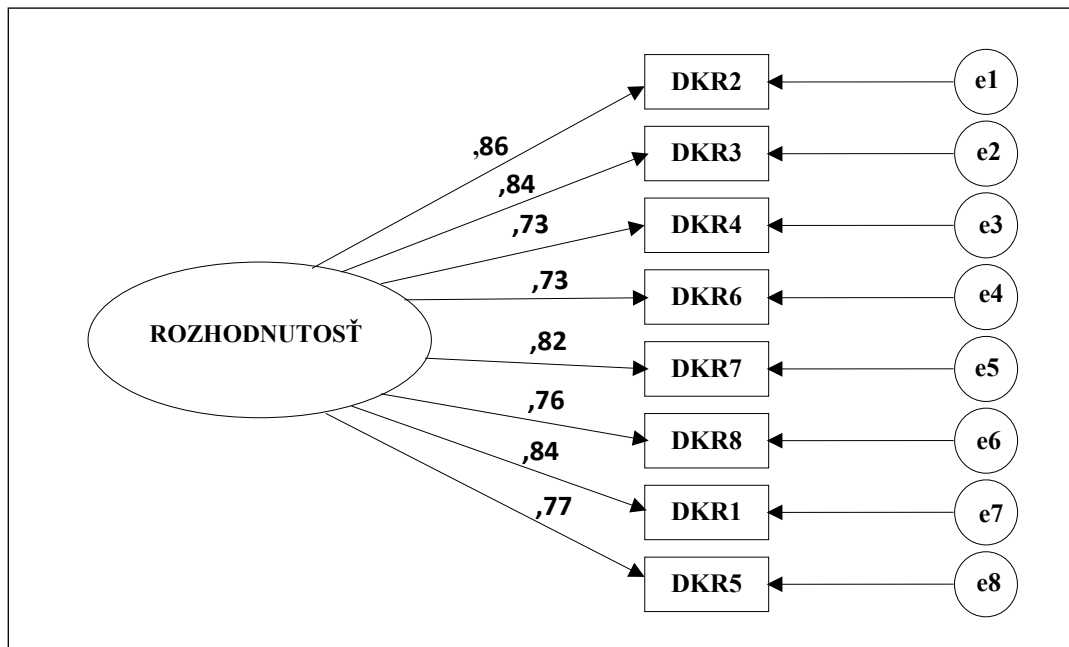 DKR2
e1
,86
DKR3
e2
,84
DKR4
e3
,73
DKR6
e4
,73
ROZHODNUTOSŤ
DKR7
e5
,82
DKR8
e6
,76
DKR1
e7
,84
DKR5
e8
,77